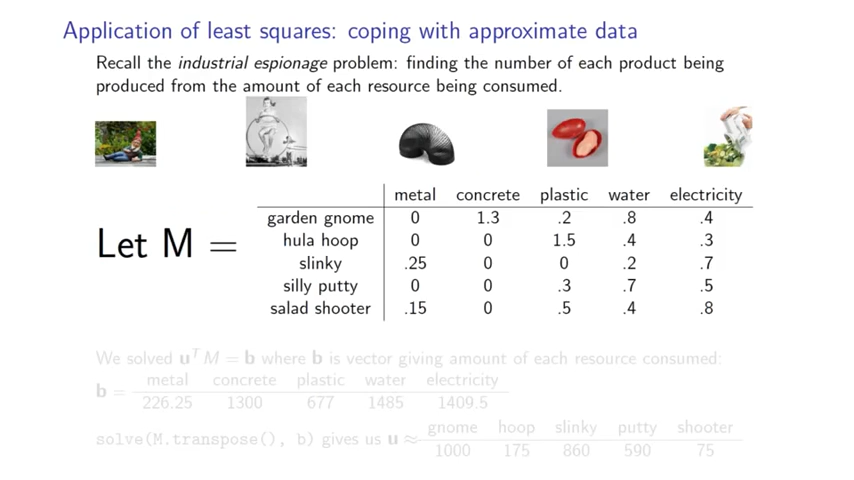 Application of least squares: coping with approximate data
Recall the industrial espionage problem: finding the number of each product being
produced from the amount of each resource being consumed.
Let M =
metal concrete plastic water electricity
garden gnome 0 1.3 .2 .8 .4
hula hoop 0 0 1.5 .4 .3
slinky .25 0 0 .2 .7
silly putty 0 0 .3 .7 .5
salad shooter .15 0 .5 .4 .8
We solved u^T M = b where b is vector giving amount of each resource consumed:
metal concrete plastic water electricity
b = 226.25 1300 677 1485 1409.5
gnome hoop slinky putty shooter
solve(M.transpose(), b) gives us u ≈ 1000 175 860 590 75